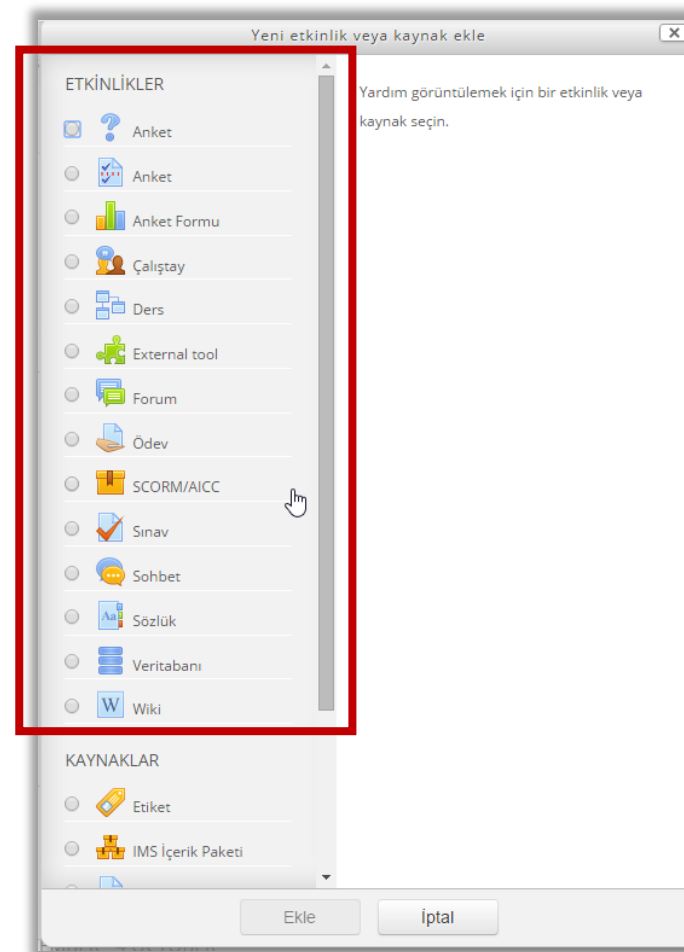 Yeni etkinlik veya kaynak ekle
ETKİNLİKLER
Anket
Anket
Anket Formu
Çalıştay
Ders
External tool
Forum
Ödev
SCORM/AICC
Sınav
Sohbet
Sözlük
Veritabanı
Wiki
KAYNAKLAR
Etiket
IMS İçerik Paketi
Yardım görüntülemek için bir etkinlik veya
kaynak seçin.
Ekle
İptal